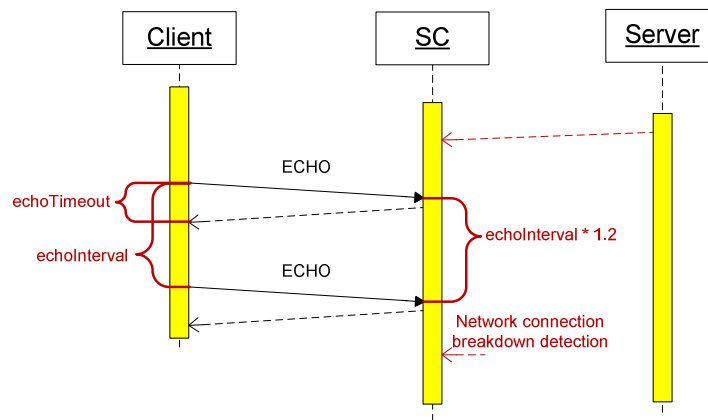 Client
SC
Server
ECHO
echoTimeout
echoInterval * 1.2
echoInterval
ECHO
Network connection
breakdown detection